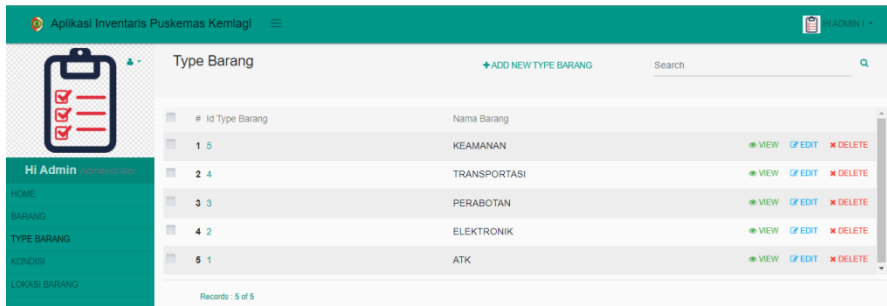 Aplikasi Inventaris Puskemas Kemlagi
HI ADMIN !
Type Barang
+ADD NEW TYPE BARANG
Search
# Id Type Barang Nama Barang
1 5 KEAMANAN VIEW EDIT DELETE
2 4 TRANSPORTASI VIEW EDIT DELETE
3 3 PERABOTAN VIEW EDIT DELETE
4 2 ELEKTRONIK VIEW EDIT DELETE
5 1 ATK VIEW EDIT DELETE
Records : 5 of 5
Hi Admin Administrator
HOME
BARANG
TYPE BARANG
KONDISI
LOKASI BARANG